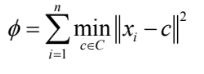 ϕ = ∑_{i=1}^{n} min_{c∈C} ‖x_i − c‖²